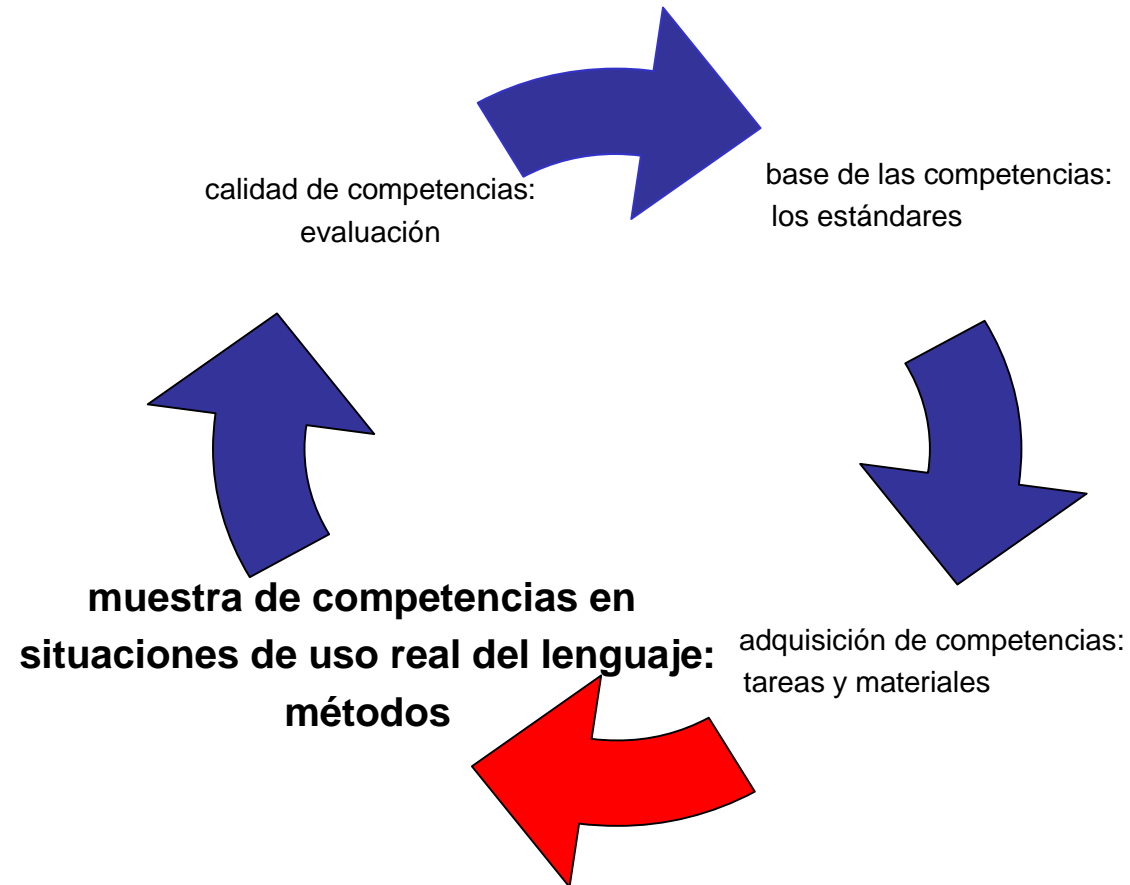 calidad de competencias:
evaluación
base de las competencias:
los estándares
muestra de competencias en
situaciones de uso real del lenguaje:
métodos
adquisición de competencias:
tareas y materiales